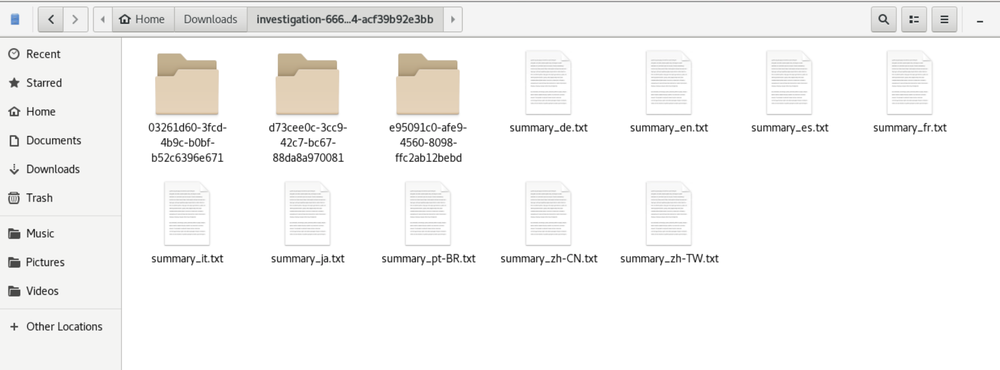 Home
Downloads
investigation-666...4-acf39b92e3bb
Recent
Starred
Home
Documents
Downloads
Trash
Music
Pictures
Videos
+ Other Locations
03261d60-3fcd-
4b9c-b0bf-
b52c6396e671
d73cee0c-3cc9-
42c7-bc67-
88da8a970081
e95091c0-afe9-
4560-8098-
ffc2ab12bebd
summary_de.txt
summary_en.txt
summary_es.txt
summary_fr.txt
summary_it.txt
summary_ja.txt
summary_pt-BR.txt
summary_zh-CN.txt
summary_zh-TW.txt